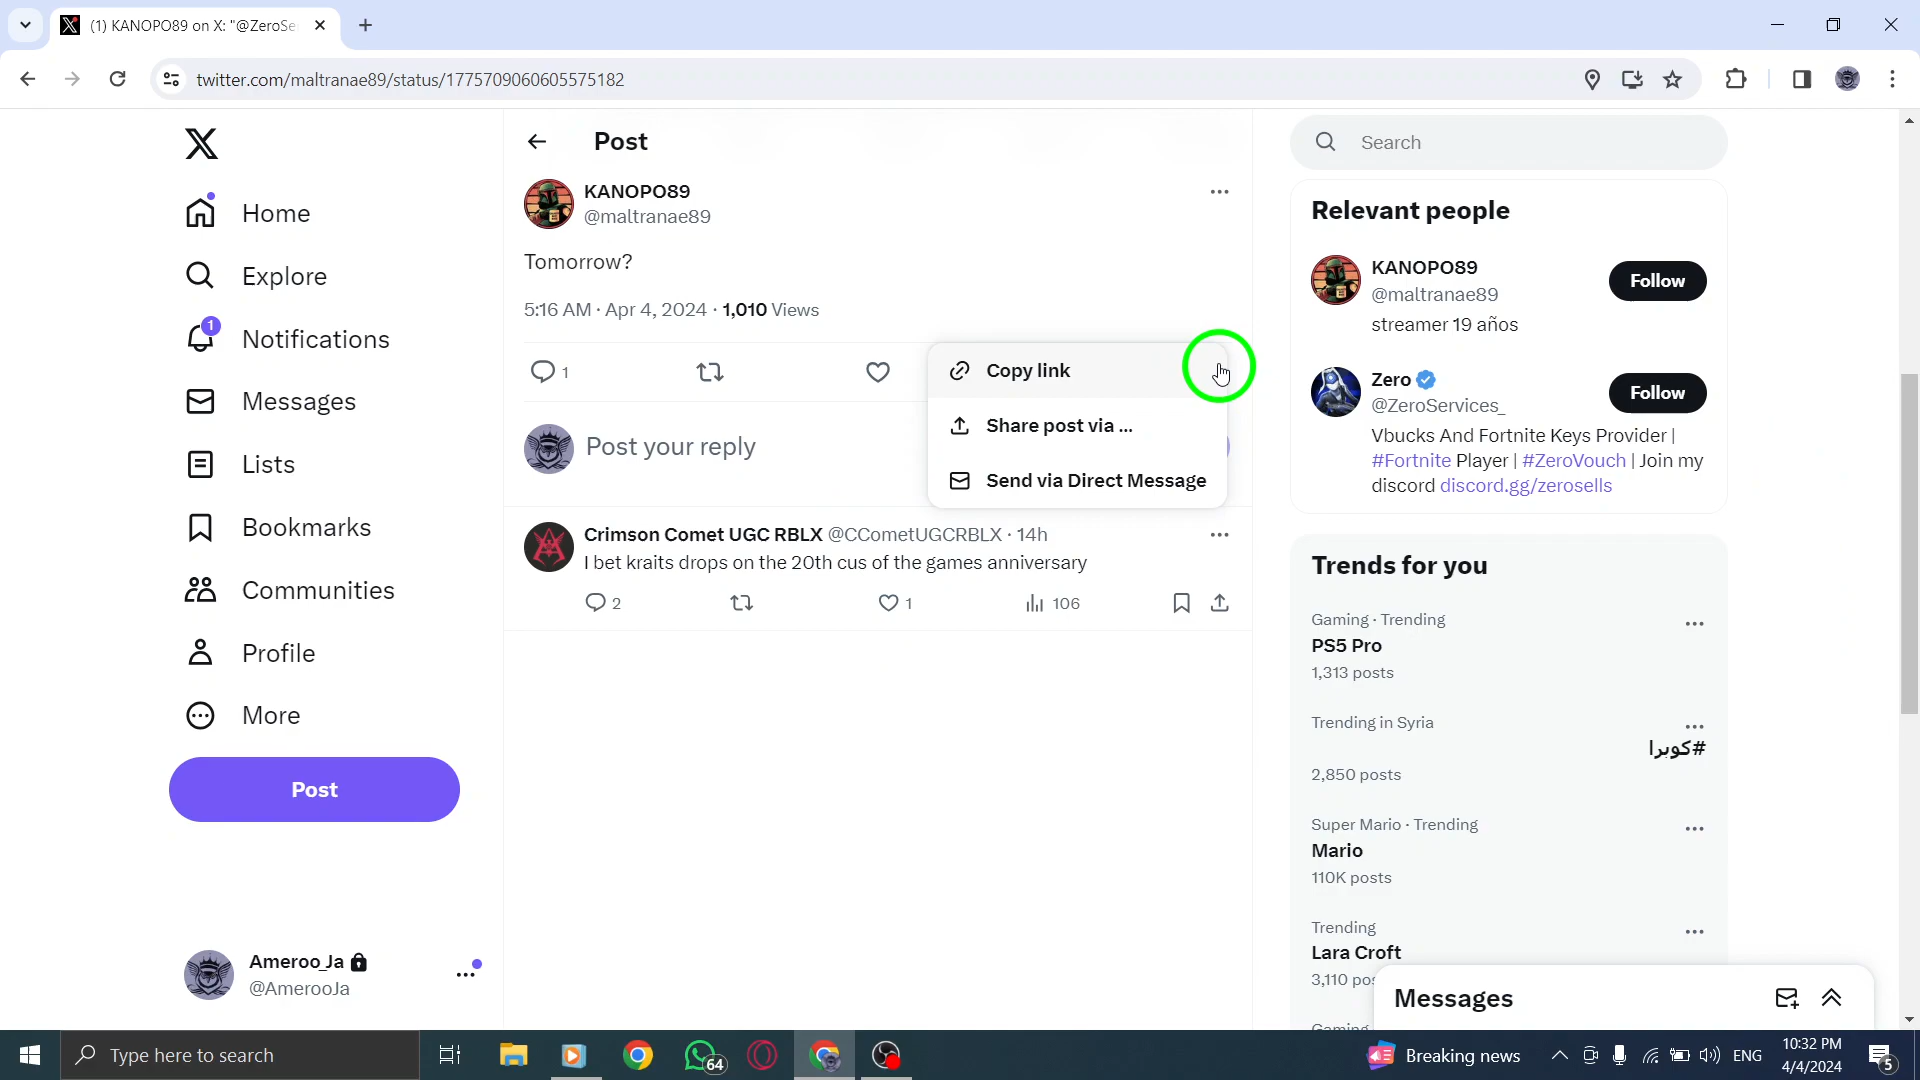 (1) KANOPO89 on X: "@ZeroSe
twitter.com/maltranae89/status/1775709060605575182
Home
Explore
1
Notifications
Messages
Lists
Bookmarks
Communities
Profile
More
Post
Ameroo_Ja
@AmerooJa
Post
KANOPO89
@maltranae89
Tomorrow?
5:16 AM · Apr 4, 2024 · 1,010 Views
1
Copy link
Share post via ...
Send via Direct Message
Post your reply
Crimson Comet UGC RBLX @CCometUGCRBLX · 14h
I bet kraits drops on the 20th cus of the games anniversary
2
1
106
Search
Relevant people
KANOPO89
@maltranae89
streamer 19 años
Follow
Zero
@ZeroServices_
Follow
Vbucks And Fortnite Keys Provider |
#Fortnite Player | #ZeroVouch | Join my
discord discord.gg/zerosells
Trends for you
Gaming · Trending
PS5 Pro
1,313 posts
Trending in Syria
#كوبرا
2,850 posts
Super Mario · Trending
Mario
110K posts
Trending
Lara Croft
3,110 pos
Gaming
Messages
Type here to search
64
Breaking news
ENG
10:32 PM
4/4/2024
5